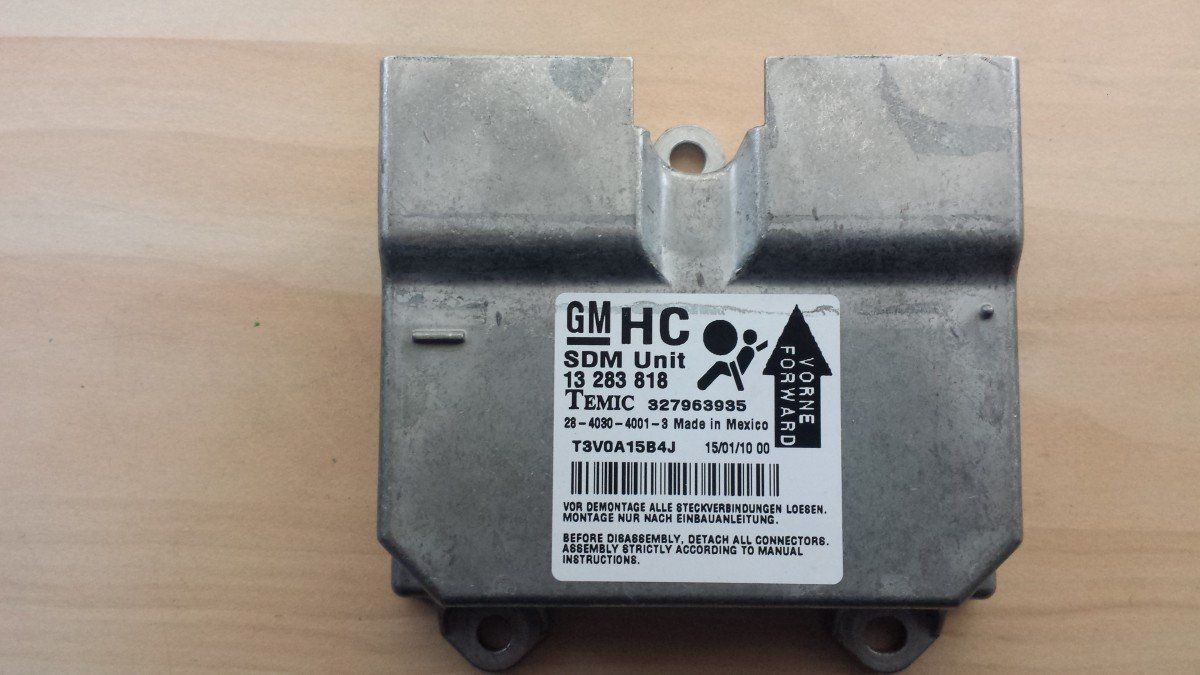 GM HC
SDM Unit
13 283 818
TEMIC 327963935
28-4030-4001-3 Made in Mexico
T3V0A15B4J 15/01/10 00
VORNE
FORWARD
VOR DEMONTAGE ALLE STECKVERBINDUNGEN LOESEN.
MONTAGE NUR NACH EINBAUANLEITUNG.
BEFORE DISASSEMBLY, DETACH ALL CONNECTORS.
ASSEMBLY STRICTLY ACCORDING TO MANUAL
INSTRUCTIONS.